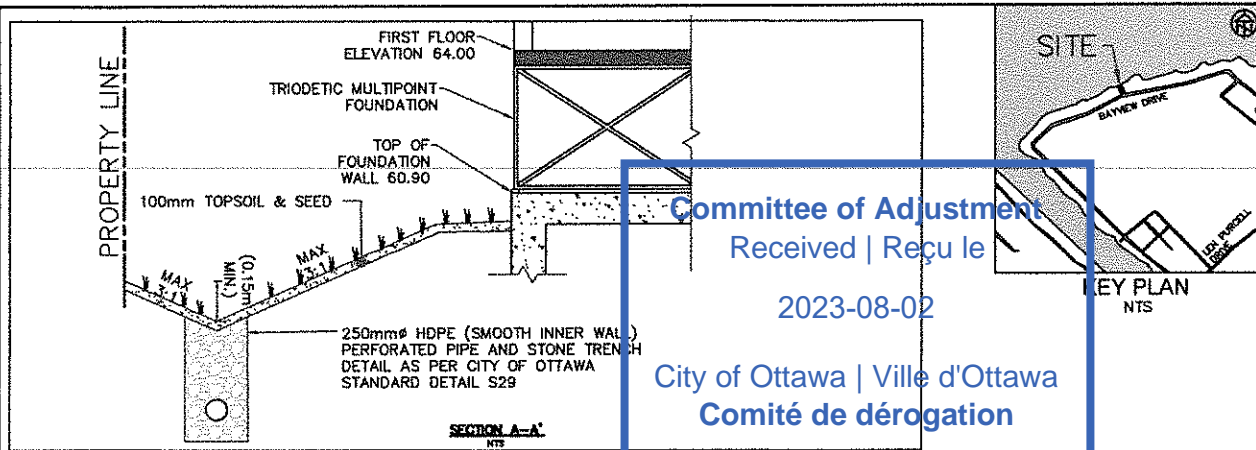 FIRST FLOOR
ELEVATION 64.00
TRIODETIC MULTIPOINT
FOUNDATION
TOP OF
FOUNDATION
WALL 60.90
PROPERTY LINE
100mm TOPSOIL & SEED
MAX
3:1
(0.15m
MIN.)
MAX
3:1
250mmø HDPE (SMOOTH INNER WALL)
PERFORATED PIPE AND STONE TRENCH
DETAIL AS PER CITY OF OTTAWA
STANDARD DETAIL S29
SECTION A-A'
NTS
Committee of Adjustment
Received | Reçu le
2023-08-02
City of Ottawa | Ville d'Ottawa
Comité de dérogation
SITE
BAYVIEW DRIVE
LEN PURCELL
DRIVE
KEY PLAN
NTS